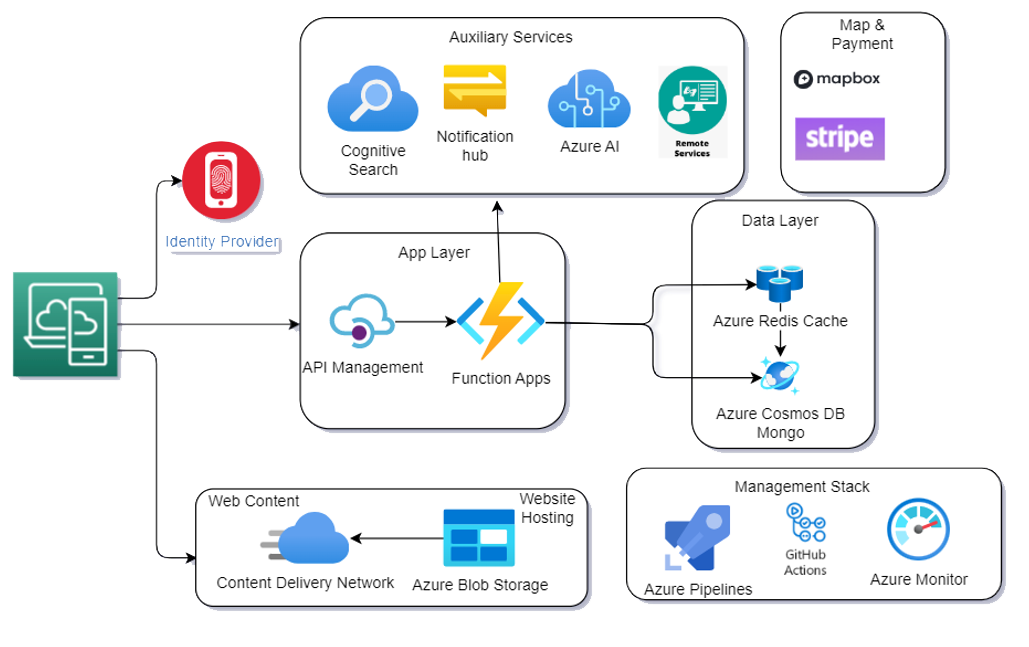 Auxiliary Services
Cognitive
Search
Notification
hub
Azure AI
Remote
Services
Map &
Payment
mapbox
stripe
Identity Provider
App Layer
API Management
Function Apps
Data Layer
Azure Redis Cache
Azure Cosmos DB
Mongo
Web Content
Website
Hosting
Content Delivery Network
Azure Blob Storage
Management Stack
Azure Pipelines
GitHub
Actions
Azure Monitor